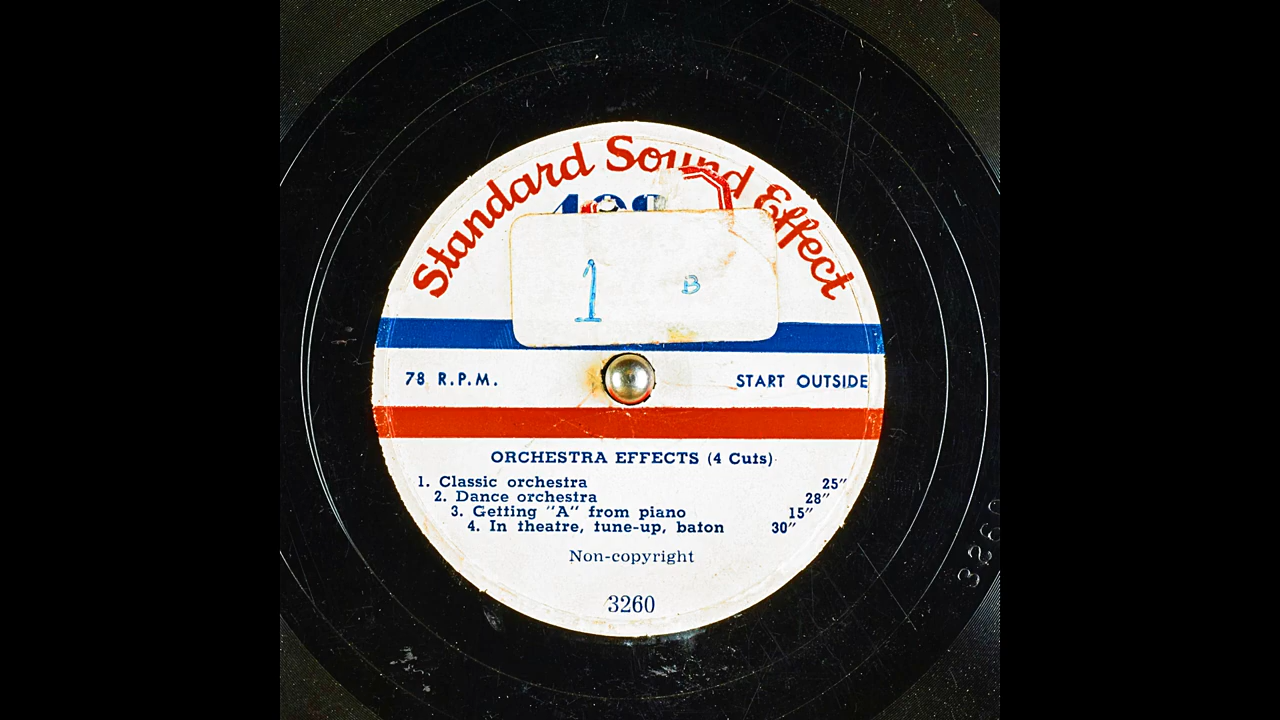 Standard Sound Effect
1 B
78 R.P.M. START OUTSIDE
ORCHESTRA EFFECTS (4 Cuts)
1. Classic orchestra 25"
2. Dance orchestra 28"
3. Getting "A" from piano 15"
4. In theatre, tune-up, baton 30"
Non-copyright
3260
3260